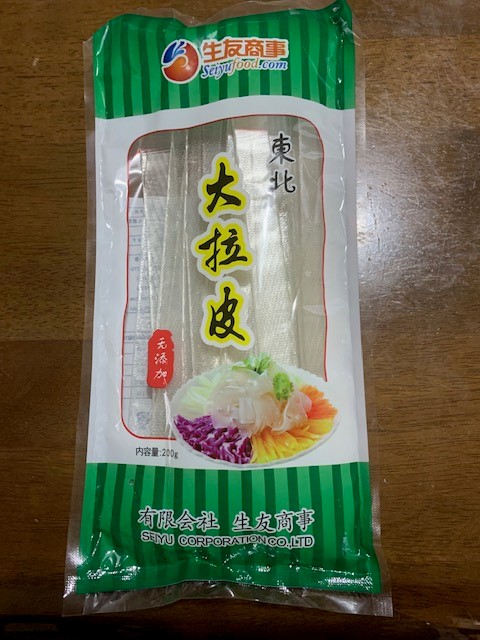 生友商事
Seiyufood.com
東北
大拉皮
无添加
内容量:200g
有限会社 生友商事
SEIYU CORPORATION CO.,LTD